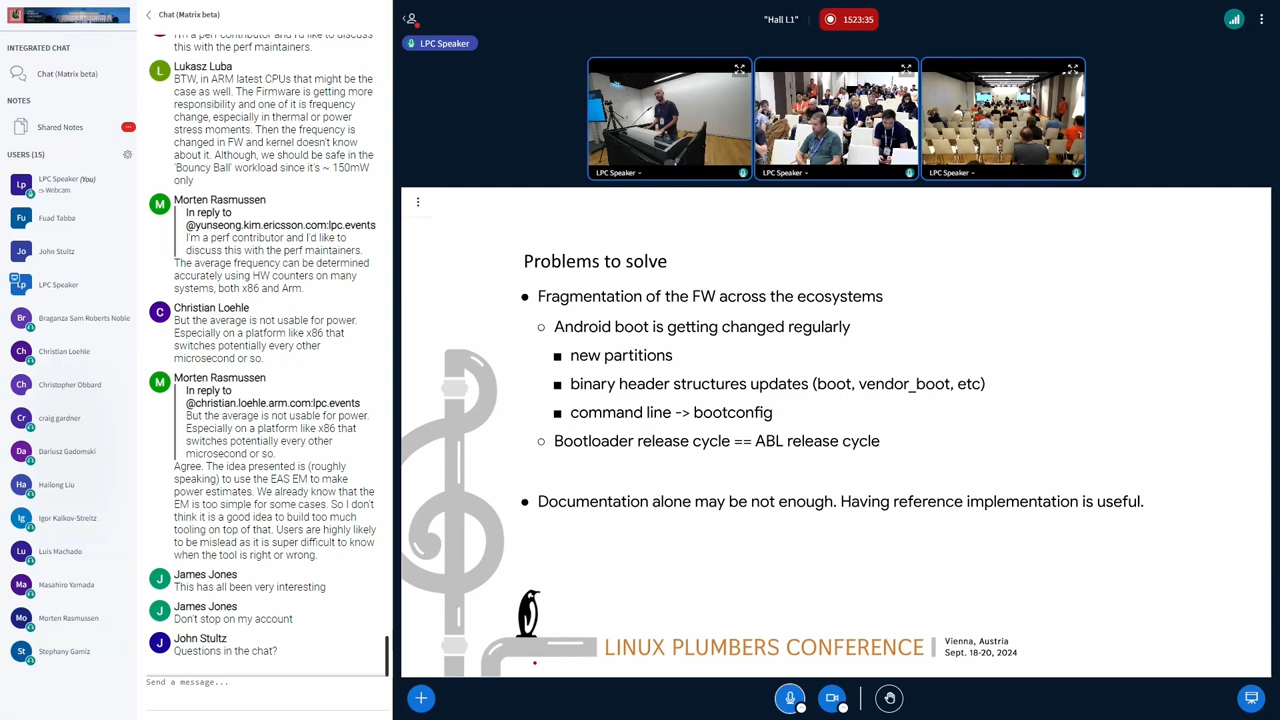 INTEGRATED CHAT
Chat (Matrix beta)
NOTES
Shared Notes
USERS (15)
Lp
LPC Speaker (You)
Webcam
Fu
Fuad Tabba
Jo
John Stultz
Lp
LPC Speaker
Br
Braganza Sam Roberts Noble
Ch
Christian Loehle
Ch
Christopher Obbard
Cr
craig gardner
Da
Dariusz Gadomski
Ha
Hailong Liu
Ig
Igor Kalkov-Streitz
Lu
Luis Machado
Ma
Masahiro Yamada
Mo
Morten Rasmussen
St
Stephany Gamiz
Chat (Matrix beta)
I'm a perf contributor and I'd like to discuss
this with the perf maintainers.
L
Lukasz Luba
BTW, in ARM latest CPUs that might be the
case as well. The Firmware is getting more
responsibility and one of it is frequency
change, especially in thermal or power
stress moments. Then the frequency is
changed in FW and kernel doesn't know
about it. Although, we should be safe in the
'Bouncy Ball' workload since it's ~ 150mW
only
M
Morten Rasmussen
In reply to
@yunseong.kim.ericsson.com:lpc.events
I'm a perf contributor and I'd like to
discuss this with the perf maintainers.
The average frequency can be determined
accurately using HW counters on many
systems, both x86 and Arm.
C
Christian Loehle
But the average is not usable for power.
Especially on a platform like x86 that
switches potentially every other
microsecond or so.
M
Morten Rasmussen
In reply to
@christian.loehle.arm.com:lpc.events
But the average is not usable for power.
Especially on a platform like x86 that
switches potentially every other
microsecond or so.
Agree. The idea presented is (roughly
speaking) to use the EAS EM to make
power estimates. We already know that the
EM is too simple for some cases. So I don't
think it is a good idea to build too much
tooling on top of that. Users are highly likely
to be mislead as it is super difficult to know
when the tool is right or wrong.
J
James Jones
This has all been very interesting
J
James Jones
Don't stop on my account
J
John Stultz
Questions in the chat?
Send a message...
"Hall L1"
1523:35
LPC Speaker
LPC Speaker
LPC Speaker
LPC Speaker
Problems to solve
● Fragmentation of the FW across the ecosystems
○ Android boot is getting changed regularly
■ new partitions
■ binary header structures updates (boot, vendor_boot, etc)
■ command line -> bootconfig
○ Bootloader release cycle == ABL release cycle
● Documentation alone may be not enough. Having reference implementation is useful.
LINUX PLUMBERS CONFERENCE
Vienna, Austria
Sept. 18-20, 2024